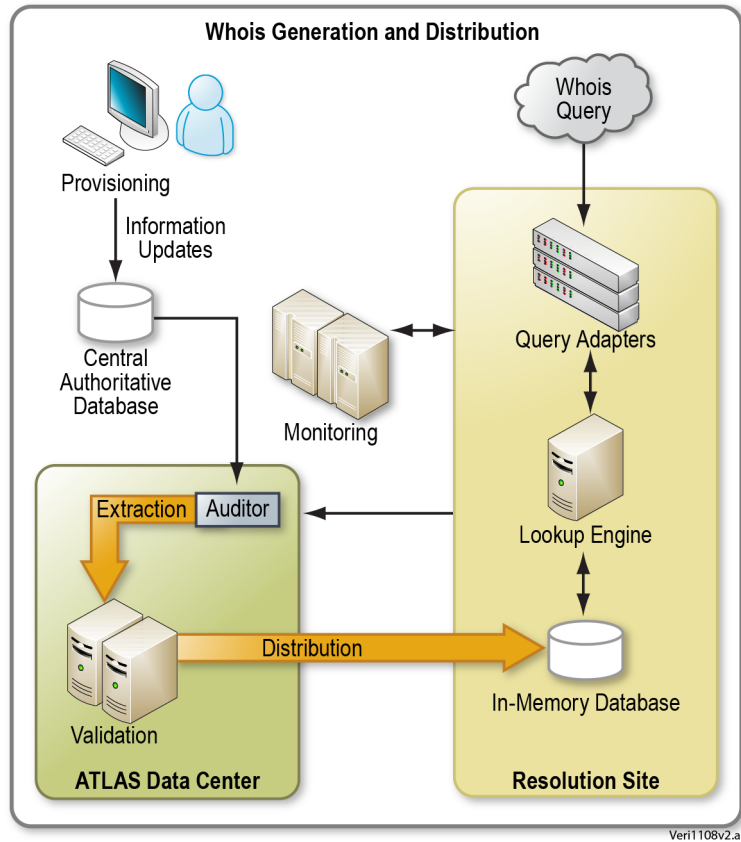 Whois Generation and Distribution
Whois
Query
Provisioning
Information
Updates
Central
Authoritative
Database
Monitoring
Query Adapters
Extraction
Auditor
Lookup Engine
Distribution
Validation
In-Memory Database
ATLAS Data Center
Resolution Site
Veri1108v2.a